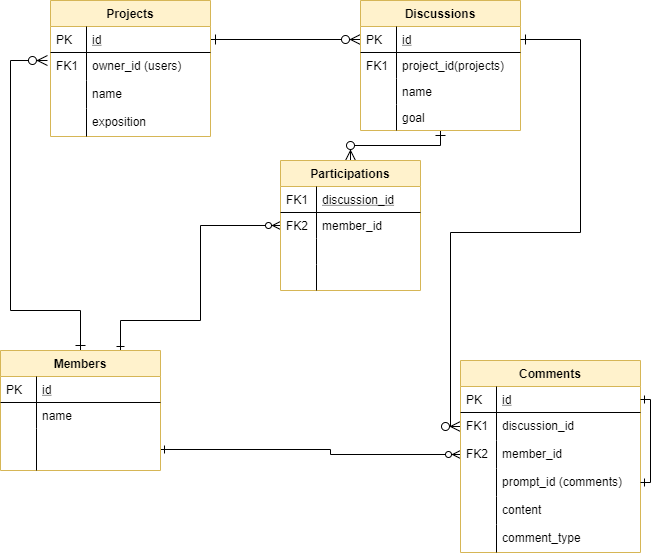 Projects
PK id
FK1 owner_id (users)
name
exposition
Discussions
PK id
FK1 project_id(projects)
name
goal
Participations
FK1 discussion_id
FK2 member_id
Members
PK id
name
Comments
PK id
FK1 discussion_id
FK2 member_id
prompt_id (comments)
content
comment_type